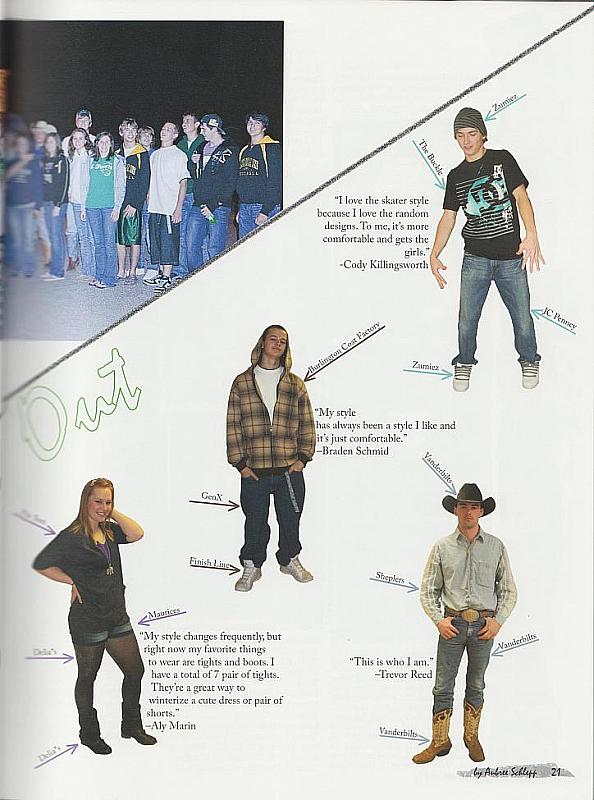 Zumiez
The Buckle
"I love the skater style
because I love the random
designs. To me, it's more
comfortable and gets the
girls."
-Cody Killingsworth
JC Penney
Zumiez
Out
Burlington Coat Factory
"My style
has always been a style I like and
it's just comfortable."
–Braden Schmid
GenX
Finish Line
Vanderbilts
Sheplers
Vanderbilts
"This is who I am."
–Trevor Reed
Vanderbilts
Maurices
Delia's
"My style changes frequently, but
right now my favorite things
to wear are tights and boots. I
have a total of 7 pair of tights.
They're a great way to
winterize a cute dress or pair of
shorts."
–Aly Marin
Delia's
by Aubree Schlepp 21